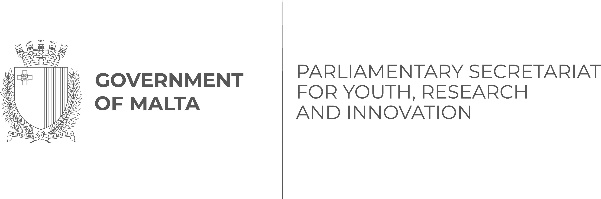 GOVERNMENT
OF MALTA
PARLIAMENTARY SECRETARIAT
FOR YOUTH, RESEARCH
AND INNOVATION